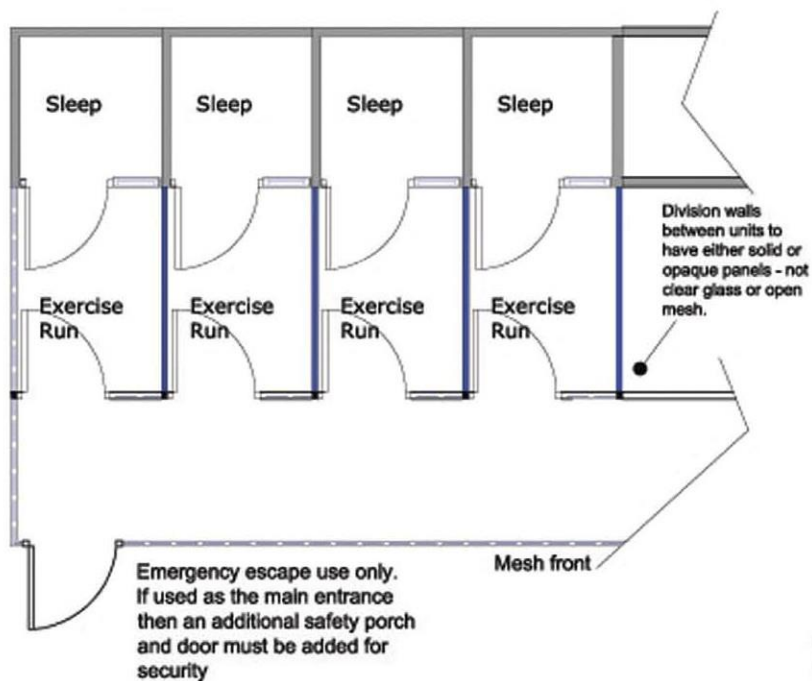 Sleep
Sleep
Sleep
Sleep
Division walls
between units to
have either solid or
opaque panels - not
clear glass or open
mesh.
Exercise
Run
Exercise
Run
Exercise
Run
Exercise
Run
Mesh front
Emergency escape use only.
If used as the main entrance
then an additional safety porch
and door must be added for
security